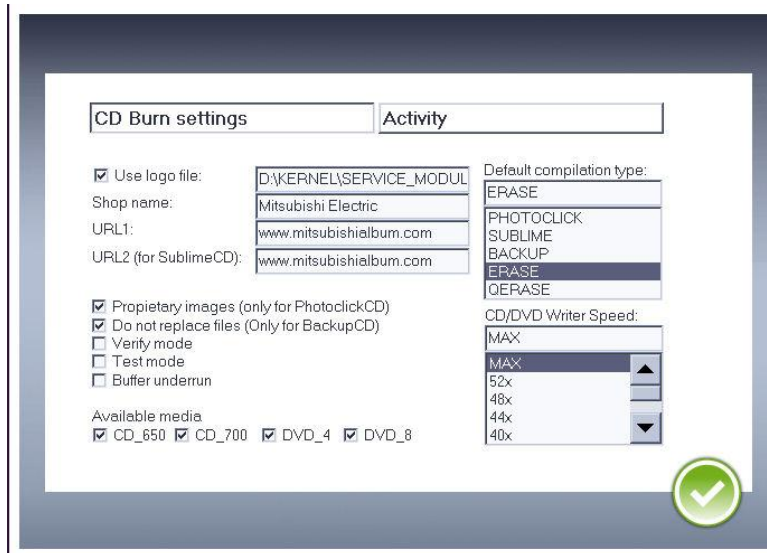 CD Burn settings
Activity
Use logo file:
D:\KERNEL\SERVICE_MODUL
Shop name:
Mitsubishi Electric
URL1:
www.mitsubishialbum.com
URL2 (for SublimeCD):
www.mitsubishialbum.com
Propietary images (only for PhotoclickCD)
Do not replace files (Only for BackupCD)
Verify mode
Test mode
Buffer underrun
Available media
CD_650 CD_700 DVD_4 DVD_8
Default compilation type:
ERASE
PHOTOCLICK
SUBLIME
BACKUP
ERASE
QERASE
CD/DVD Writer Speed:
MAX
MAX
52x
48x
44x
40x